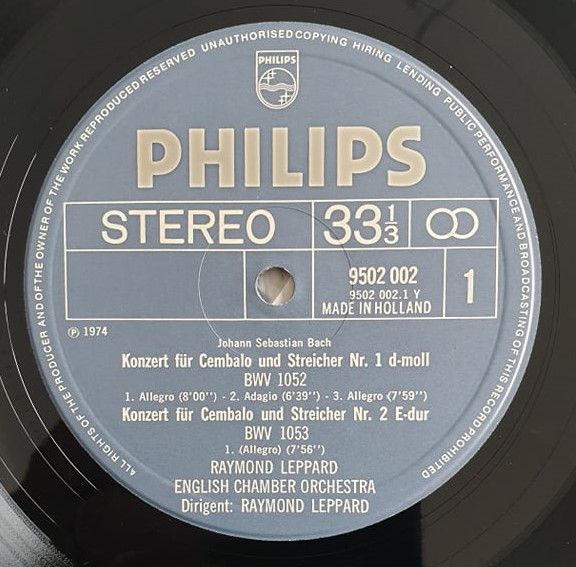 ALL RIGHTS OF THE PRODUCER AND OF THE OWNER OF THE WORK REPRODUCED RESERVED UNAUTHORISED COPYING HIRING LENDING PUBLIC PERFORMANCE AND BROADCASTING OF THIS RECORD PROHIBITED
PHILIPS
PHILIPS
STEREO 33⅓
9502 002
9502 002.1 Y
MADE IN HOLLAND
1
℗ 1974
Johann Sebastian Bach
Konzert für Cembalo und Streicher Nr. 1 d-moll
BWV 1052
1. Allegro (8'00") - 2. Adagio (6'39") - 3. Allegro (7'59")
Konzert für Cembalo und Streicher Nr. 2 E-dur
BWV 1053
1. (Allegro) (7'56")
RAYMOND LEPPARD
ENGLISH CHAMBER ORCHESTRA
Dirigent: RAYMOND LEPPARD